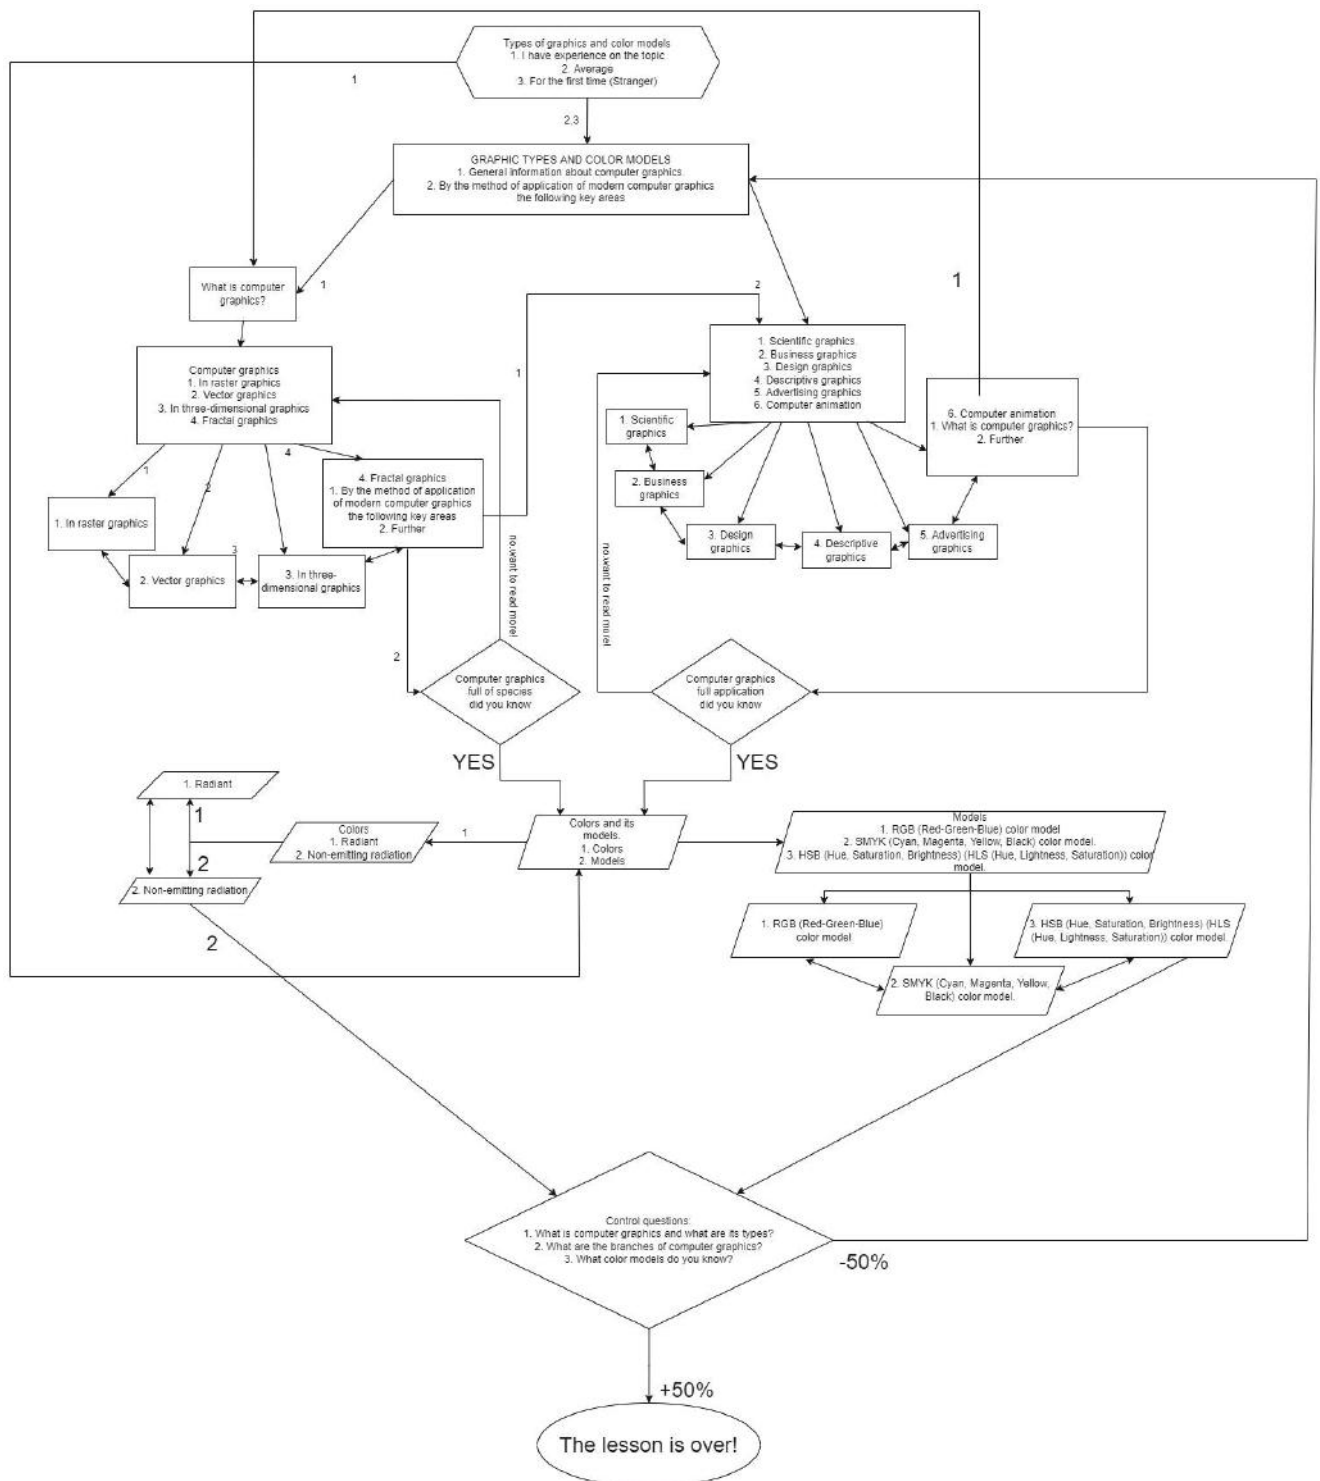 Types of graphics and color models
1. I have experience on the topic
2. Average
3. For the first time (Stranger)
1
2.3
GRAPHIC TYPES AND COLOR MODELS
1. General information about computer graphics.
2. By the method of application of modern computer graphics
the following key areas
1
What is computer
graphics?
1
2
1
Computer graphics
1. In raster graphics
2. Vector graphics
3. In three-dimensional graphics
4. Fractal graphics
1. Scientific graphics.
2. Business graphics
3. Design graphics
4. Descriptive graphics
5. Advertising graphics
6. Computer animation
6. Computer animation
1. What is computer graphics?
2. Further
1
2
3
4
4. Fractal graphics
1. By the method of application
of modern computer graphics
the following key areas
2. Further
1. In raster graphics
2. Vector graphics
3. In three-
dimensional graphics
1. Scientific
graphics
2. Business
graphics
3. Design
graphics
4. Descriptive
graphics
5. Advertising
graphics
no,want to read more!
no,want to read more!
2
Computer graphics
full of species
did you know
Computer graphics
full application
did you know
YES
YES
1. Radiant
1
2
2. Non-emitting radiation
Colors
1. Radiant
2. Non-emitting radiation
1
Colors and its
models.
1. Colors
2. Models
Models
1. RGB (Red-Green-Blue) color model
2. SMYK (Cyan, Magenta, Yellow, Black) color model.
3. HSB (Hue, Saturation, Brightness) (HLS (Hue, Lightness, Saturation)) color
model.
1. RGB (Red-Green-Blue)
color model
3. HSB (Hue, Saturation, Brightness) (HLS
(Hue, Lightness, Saturation)) color model.
2. SMYK (Cyan, Magenta, Yellow,
Black) color model.
2
Control questions:
1. What is computer graphics and what are its types?
2. What are the branches of computer graphics?
3. What color models do you know?
-50%
+50%
The lesson is over!